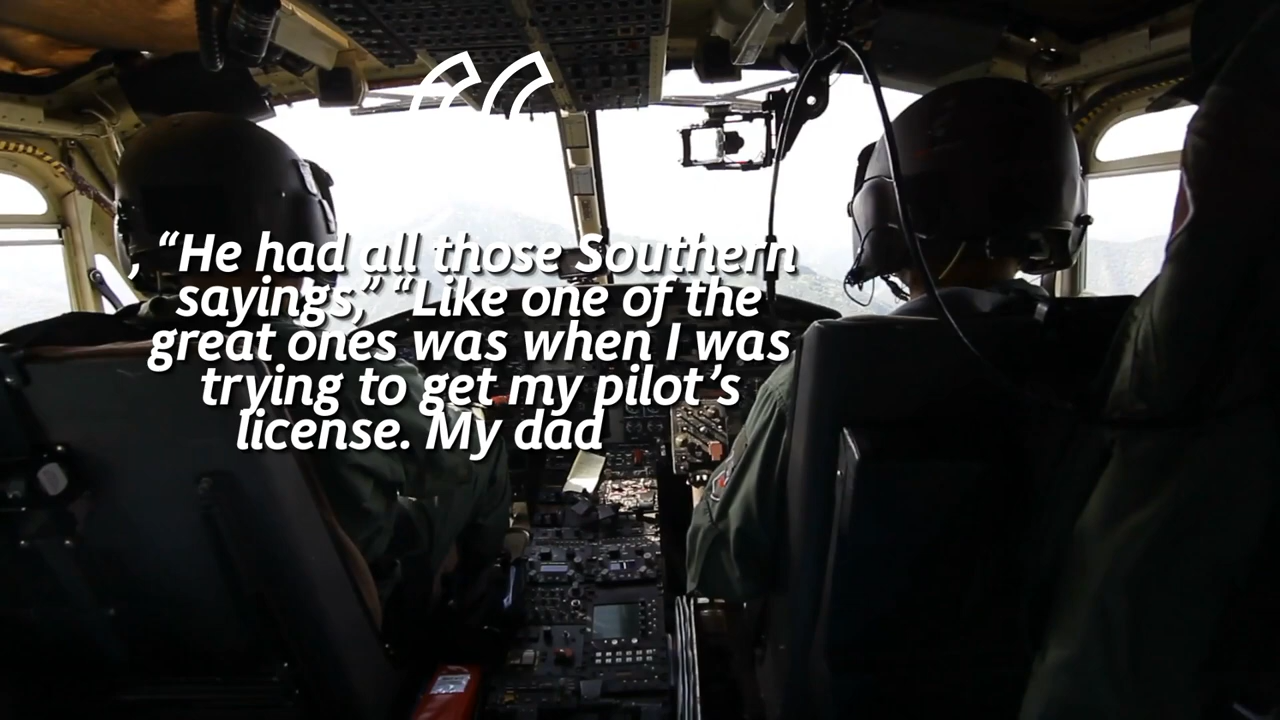 , “He had all those Southern
sayings,” “Like one of the
great ones was when I was
trying to get my pilot’s
license. My dad